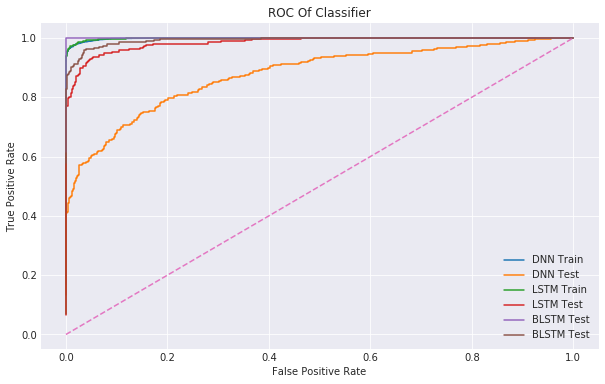 ROC Of Classifier
True Positive Rate
1.0
0.8
0.6
0.4
0.2
0.0
DNN Train
DNN Test
LSTM Train
LSTM Test
BLSTM Test
BLSTM Test
0.0 0.2 0.4 0.6 0.8 1.0
False Positive Rate